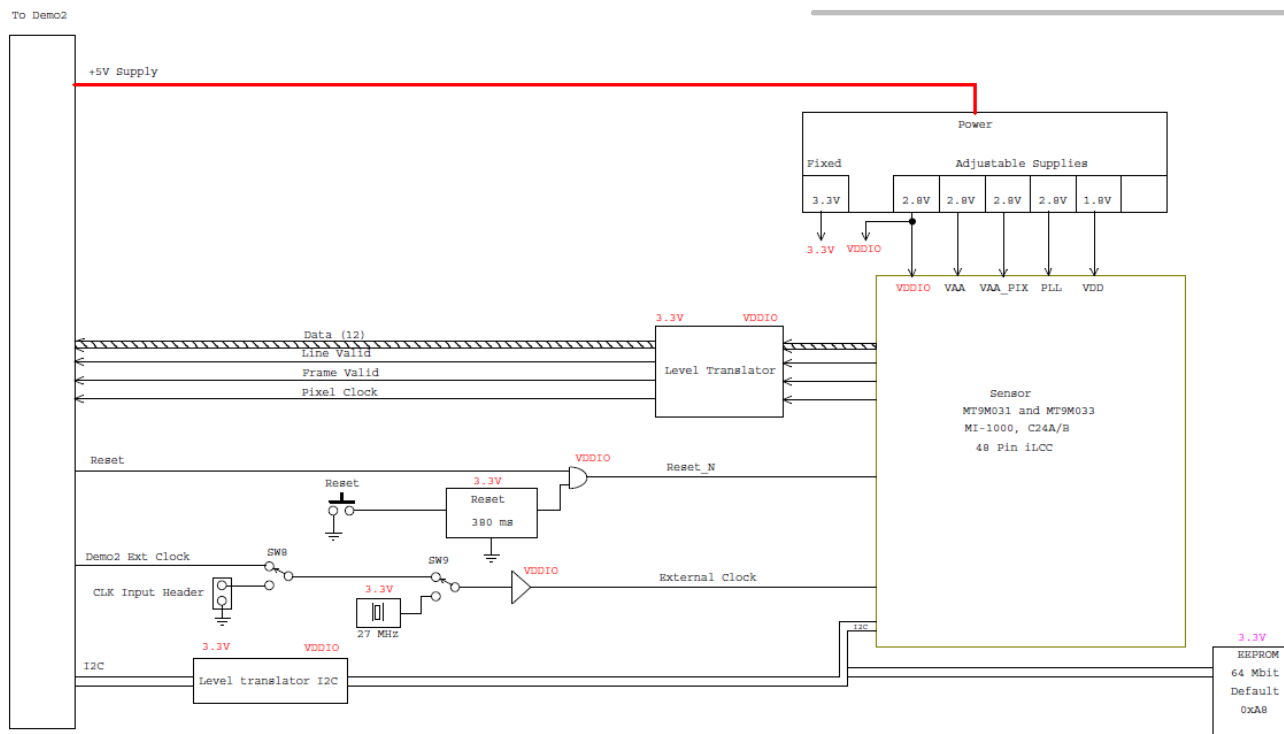 To Demo2
+5V Supply
Power
Fixed
Adjustable Supplies
3.3V
2.8V
2.8V
2.8V
2.8V
1.8V
3.3V
VDDIO
VDDIO
VAA
VAA_PIX
PLL
VDD
3.3V
VDDIO
Data (12)
Line Valid
Frame Valid
Pixel Clock
Level Translator
Sensor
MT9M031 and MT9M033
MI-1000, C24A/B
48 Pin iLCC
Reset
VDDIO
Reset_N
Reset
3.3V
Reset
380 ms
Demo2 Ext Clock
SW8
SW9
VDDIO
External Clock
CLK Input Header
3.3V
27 MHz
I2C
3.3V
VDDIO
I2C
Level translator I2C
3.3V
EEPROM
64 Mbit
Default
0xA8